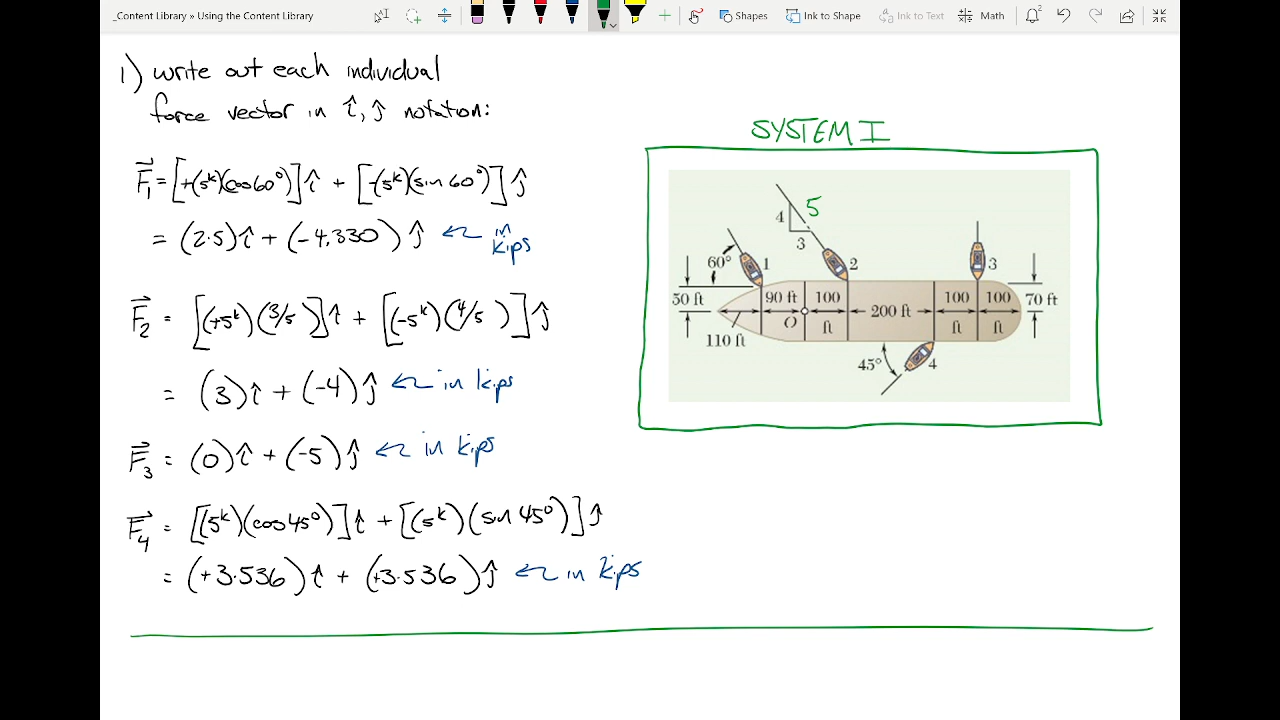 _Content Library » Using the Content Library
Shapes Ink to Shape Ink to Text Math
1) write out each individual
force vector in î, ĵ notation:
F⃗₁ = [+(5ᵏ)(cos60°)]î + [-(5ᵏ)(sin60°)]ĵ
= (2.5)î + (-4.330)ĵ ← in kips
F⃗₂ = [(+5ᵏ)(3/5)]î + [(-5ᵏ)(4/5)]ĵ
= (3)î + (-4)ĵ ← in kips
F⃗₃ = (0)î + (-5)ĵ ← in kips
F⃗₄ = [(5ᵏ)(cos45°)]î + [(5ᵏ)(sin45°)]ĵ
= (+3.536)î + (+3.536)ĵ ← in kips
SYSTEM I
4 5
3
60° 1 2 3
50 ft 90 ft 100 ft 200 ft 100 ft 100 ft 70 ft
O
110 ft
45° 4